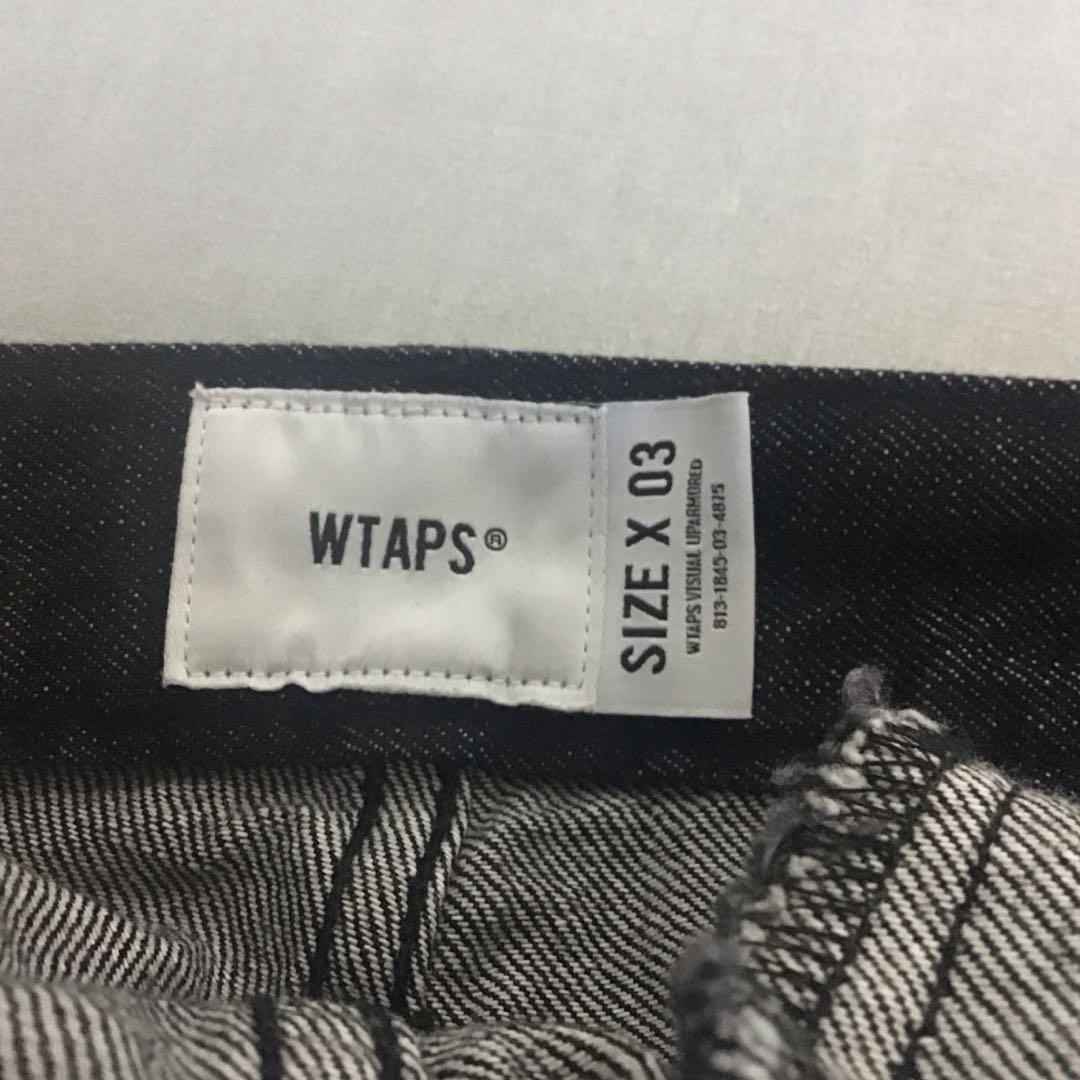 WTAPS®
SIZE X 03
WTAPS VISUAL UPARMORED
813-1845-03-4875